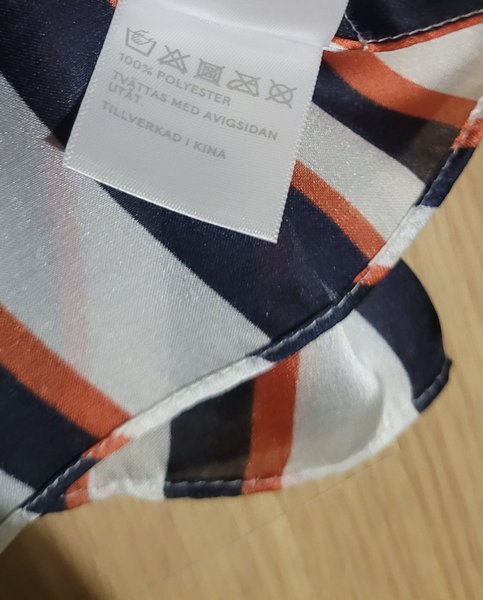 100% POLYESTER
TVÄTTAS MED AVIGSIDAN
UTÅT.
TILLVERKAD I KINA